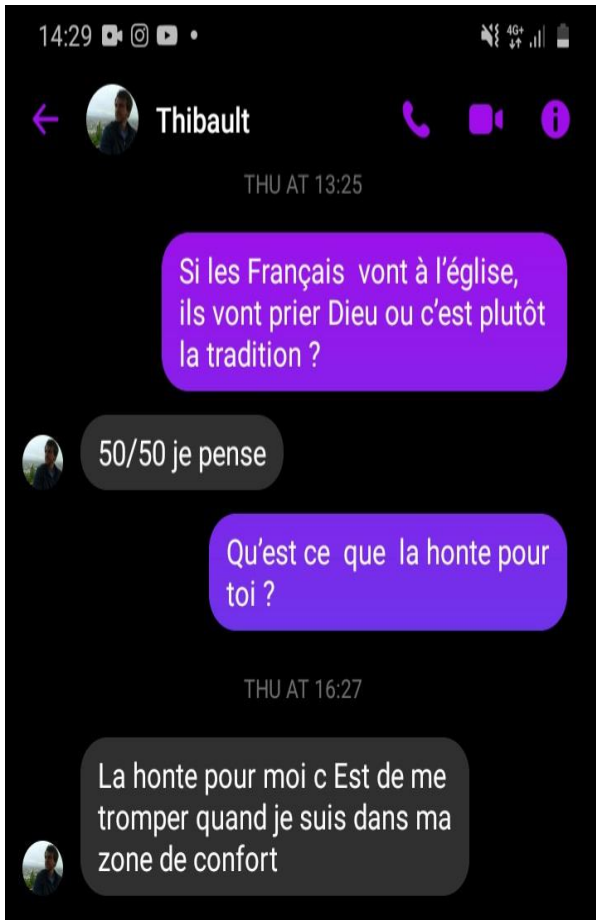 14:29
4G+
Thibault
THU AT 13:25
Si les Français vont à l'église,
ils vont prier Dieu ou c'est plutôt
la tradition ?
50/50 je pense
Qu'est ce que la honte pour
toi ?
THU AT 16:27
La honte pour moi c Est de me
tromper quand je suis dans ma
zone de confort